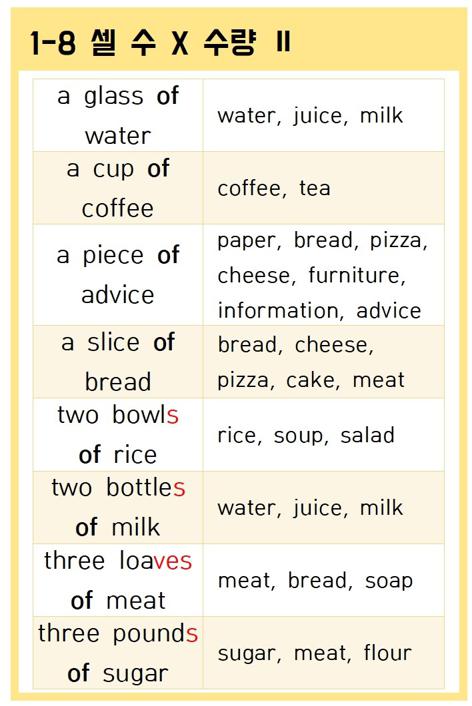 1-8 셀 수 X 수량 II
a glass of
water
water, juice, milk
a cup of
coffee
coffee, tea
a piece of
advice
paper, bread, pizza,
cheese, furniture,
information, advice
a slice of
bread
bread, cheese,
pizza, cake, meat
two bowls
of rice
rice, soup, salad
two bottles
of milk
water, juice, milk
three loaves
of meat
meat, bread, soap
three pounds
of sugar
sugar, meat, flour